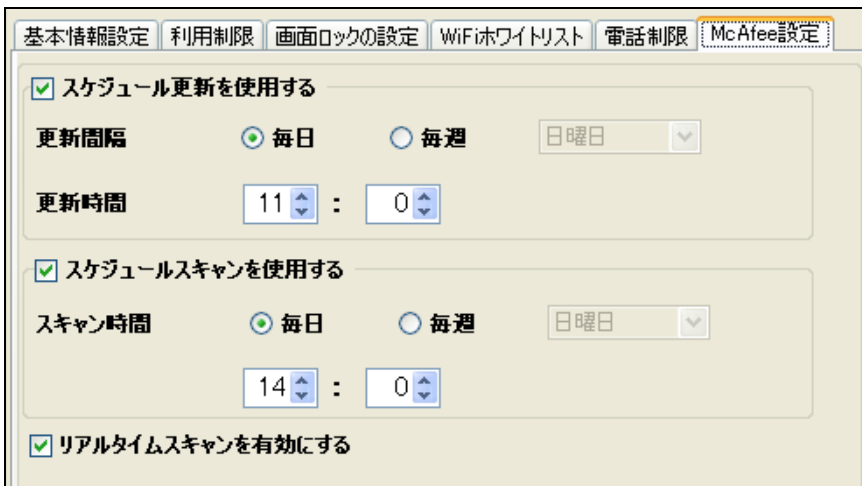 基本情報設定 利用制限 画面ロックの設定 WiFiホワイトリスト 電話制限 McAfee設定
スケジュール更新を使用する
更新間隔 毎日 毎週 日曜日
更新時間 11 : 0
スケジュールスキャンを使用する
スキャン時間 毎日 毎週 日曜日
14 : 0
リアルタイムスキャンを有効にする